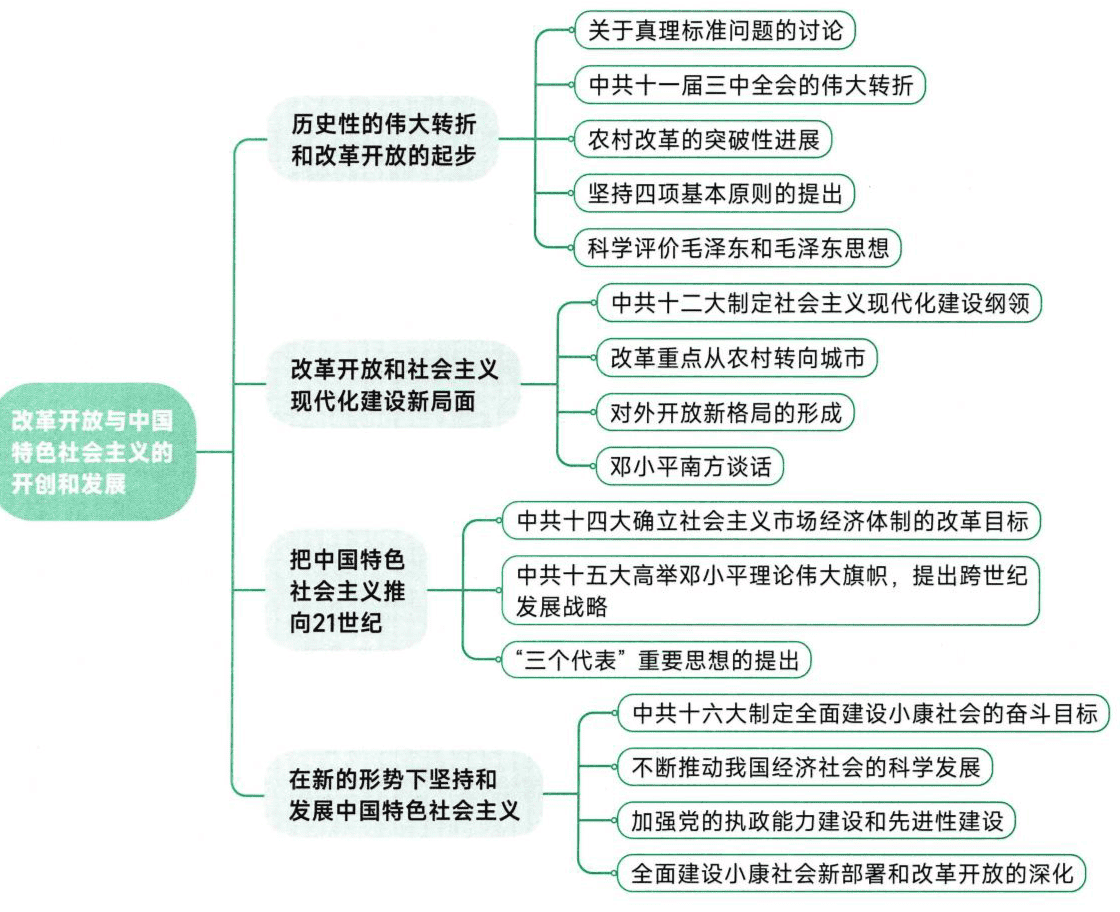 改革开放与中国
特色社会主义的
开创和发展
历史性的伟大转折
和改革开放的起步
关于真理标准问题的讨论
中共十一届三中全会的伟大转折
农村改革的突破性进展
坚持四项基本原则的提出
科学评价毛泽东和毛泽东思想
改革开放和社会主义
现代化建设新局面
中共十二大制定社会主义现代化建设纲领
改革重点从农村转向城市
对外开放新格局的形成
邓小平南方谈话
把中国特色
社会主义推
向21世纪
中共十四大确立社会主义市场经济体制的改革目标
中共十五大高举邓小平理论伟大旗帜，提出跨世纪
发展战略
“三个代表”重要思想的提出
在新的形势下坚持和
发展中国特色社会主义
中共十六大制定全面建设小康社会的奋斗目标
不断推动我国经济社会的科学发展
加强党的执政能力建设和先进性建设
全面建设小康社会新部署和改革开放的深化